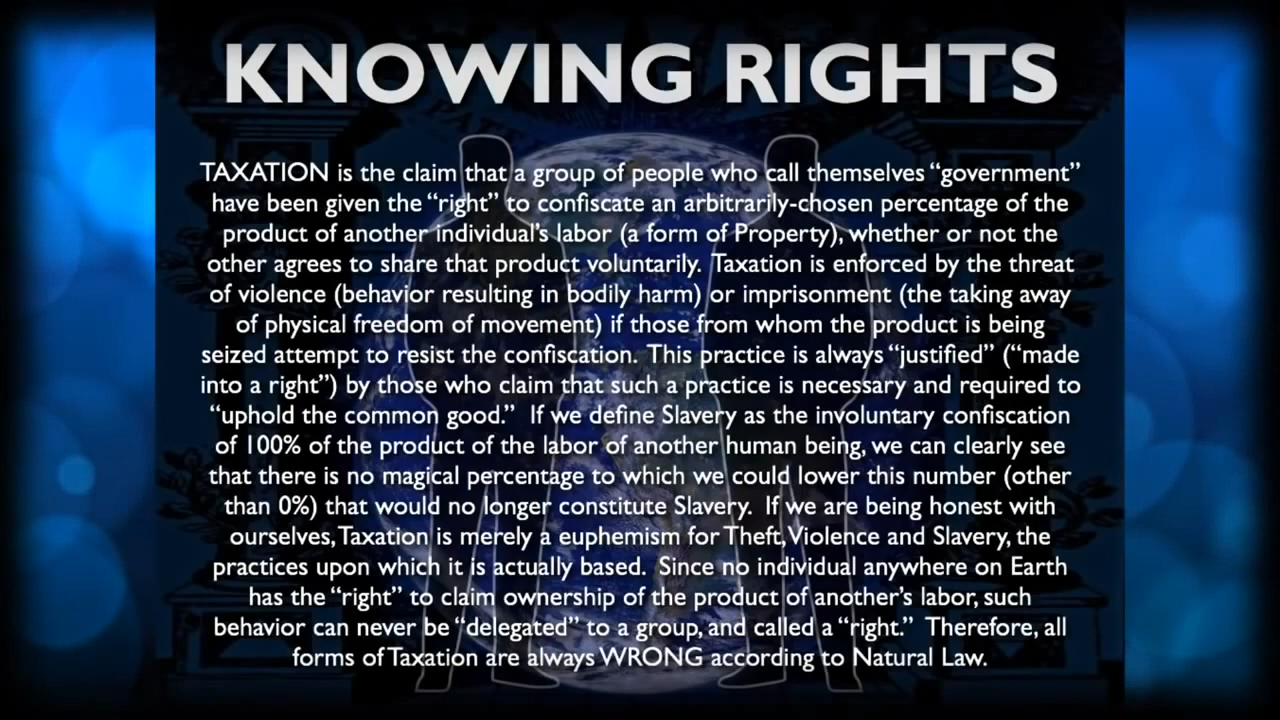 KNOWING RIGHTS
TAXATION is the claim that a group of people who call themselves “government”
have been given the “right” to confiscate an arbitrarily-chosen percentage of the
product of another individual’s labor (a form of Property), whether or not the
other agrees to share that product voluntarily. Taxation is enforced by the threat
of violence (behavior resulting in bodily harm) or imprisonment (the taking away
of physical freedom of movement) if those from whom the product is being
seized attempt to resist the confiscation. This practice is always “justified” (“made
into a right”) by those who claim that such a practice is necessary and required to
“uphold the common good.” If we define Slavery as the involuntary confiscation
of 100% of the product of the labor of another human being, we can clearly see
that there is no magical percentage to which we could lower this number (other
than 0%) that would no longer constitute Slavery. If we are being honest with
ourselves, Taxation is merely a euphemism for Theft, Violence and Slavery, the
practices upon which it is actually based. Since no individual anywhere on Earth
has the “right” to claim ownership of the product of another’s labor, such
behavior can never be “delegated” to a group, and called a “right.” Therefore, all
forms of Taxation are always WRONG according to Natural Law.